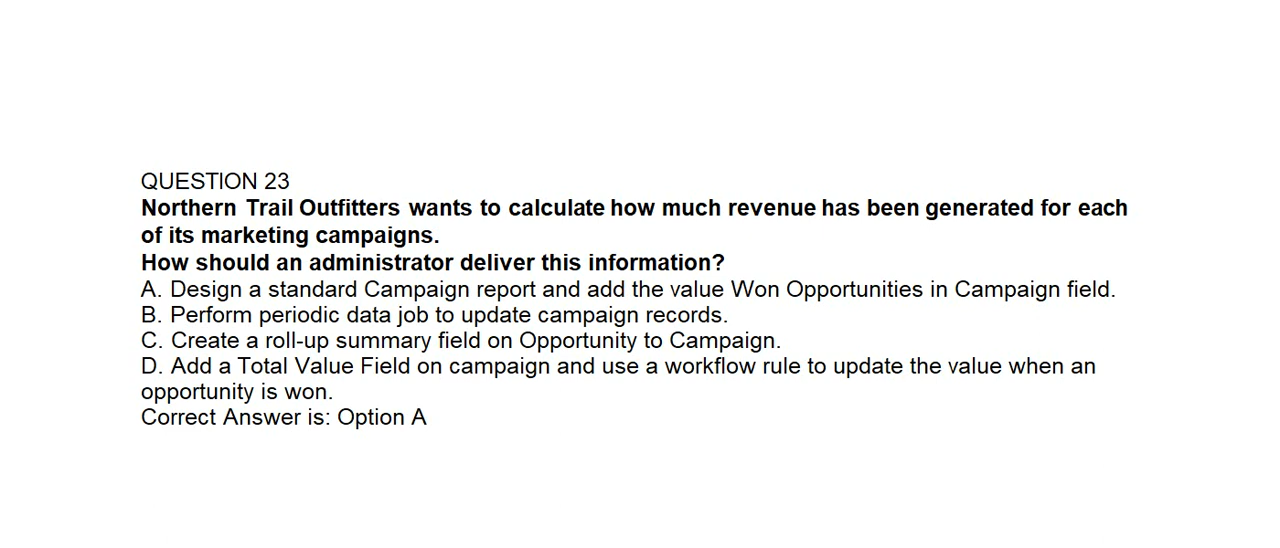 QUESTION 23
Northern Trail Outfitters wants to calculate how much revenue has been generated for each
of its marketing campaigns.
How should an administrator deliver this information?
A. Design a standard Campaign report and add the value Won Opportunities in Campaign field.
B. Perform periodic data job to update campaign records.
C. Create a roll-up summary field on Opportunity to Campaign.
D. Add a Total Value Field on campaign and use a workflow rule to update the value when an
opportunity is won.
Correct Answer is: Option A